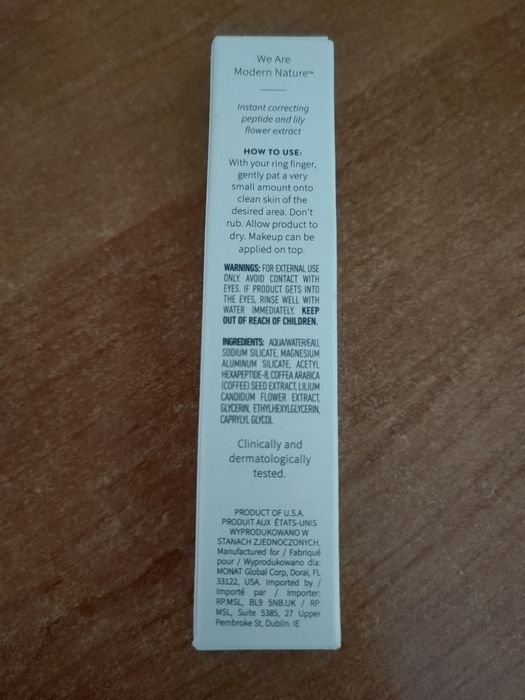 We Are
Modern Nature™
Instant correcting
peptide and lily
flower extract
HOW TO USE:
With your ring finger,
gently pat a very
small amount onto
clean skin of the
desired area. Don't
rub. Allow product to
dry. Makeup can be
applied on top.
WARNINGS: FOR EXTERNAL USE
ONLY. AVOID CONTACT WITH
EYES. IF PRODUCT GETS INTO
THE EYES, RINSE WELL WITH
WATER IMMEDIATELY. KEEP
OUT OF REACH OF CHILDREN.
INGREDIENTS: AQUA/WATER/EAU,
SODIUM SILICATE, MAGNESIUM
ALUMINUM SILICATE, ACETYL
HEXAPEPTIDE-8, COFFEA ARABICA
(COFFEE) SEED EXTRACT, LILIUM
CANDIDUM FLOWER EXTRACT,
GLYCERIN, ETHYLHEXYLGLYCERIN,
CAPRYLYL GLYCOL
Clinically and
dermatologically
tested.
PRODUCT OF U.S.A.
PRODUIT AUX ÉTATS-UNIS
WYPRODUKOWANO W
STANACH ZJEDNOCZONYCH.
Manufactured for / Fabriqué
pour / Wyprodukowano dla:
MONAT Global Corp, Doral, FL
33122, USA. Imported by /
Importé par / Importer:
RP.MSL, BL9 5NB.UK / RP.
MSL, Suite 5385, 27 Upper
Pembroke St, Dublin. IE